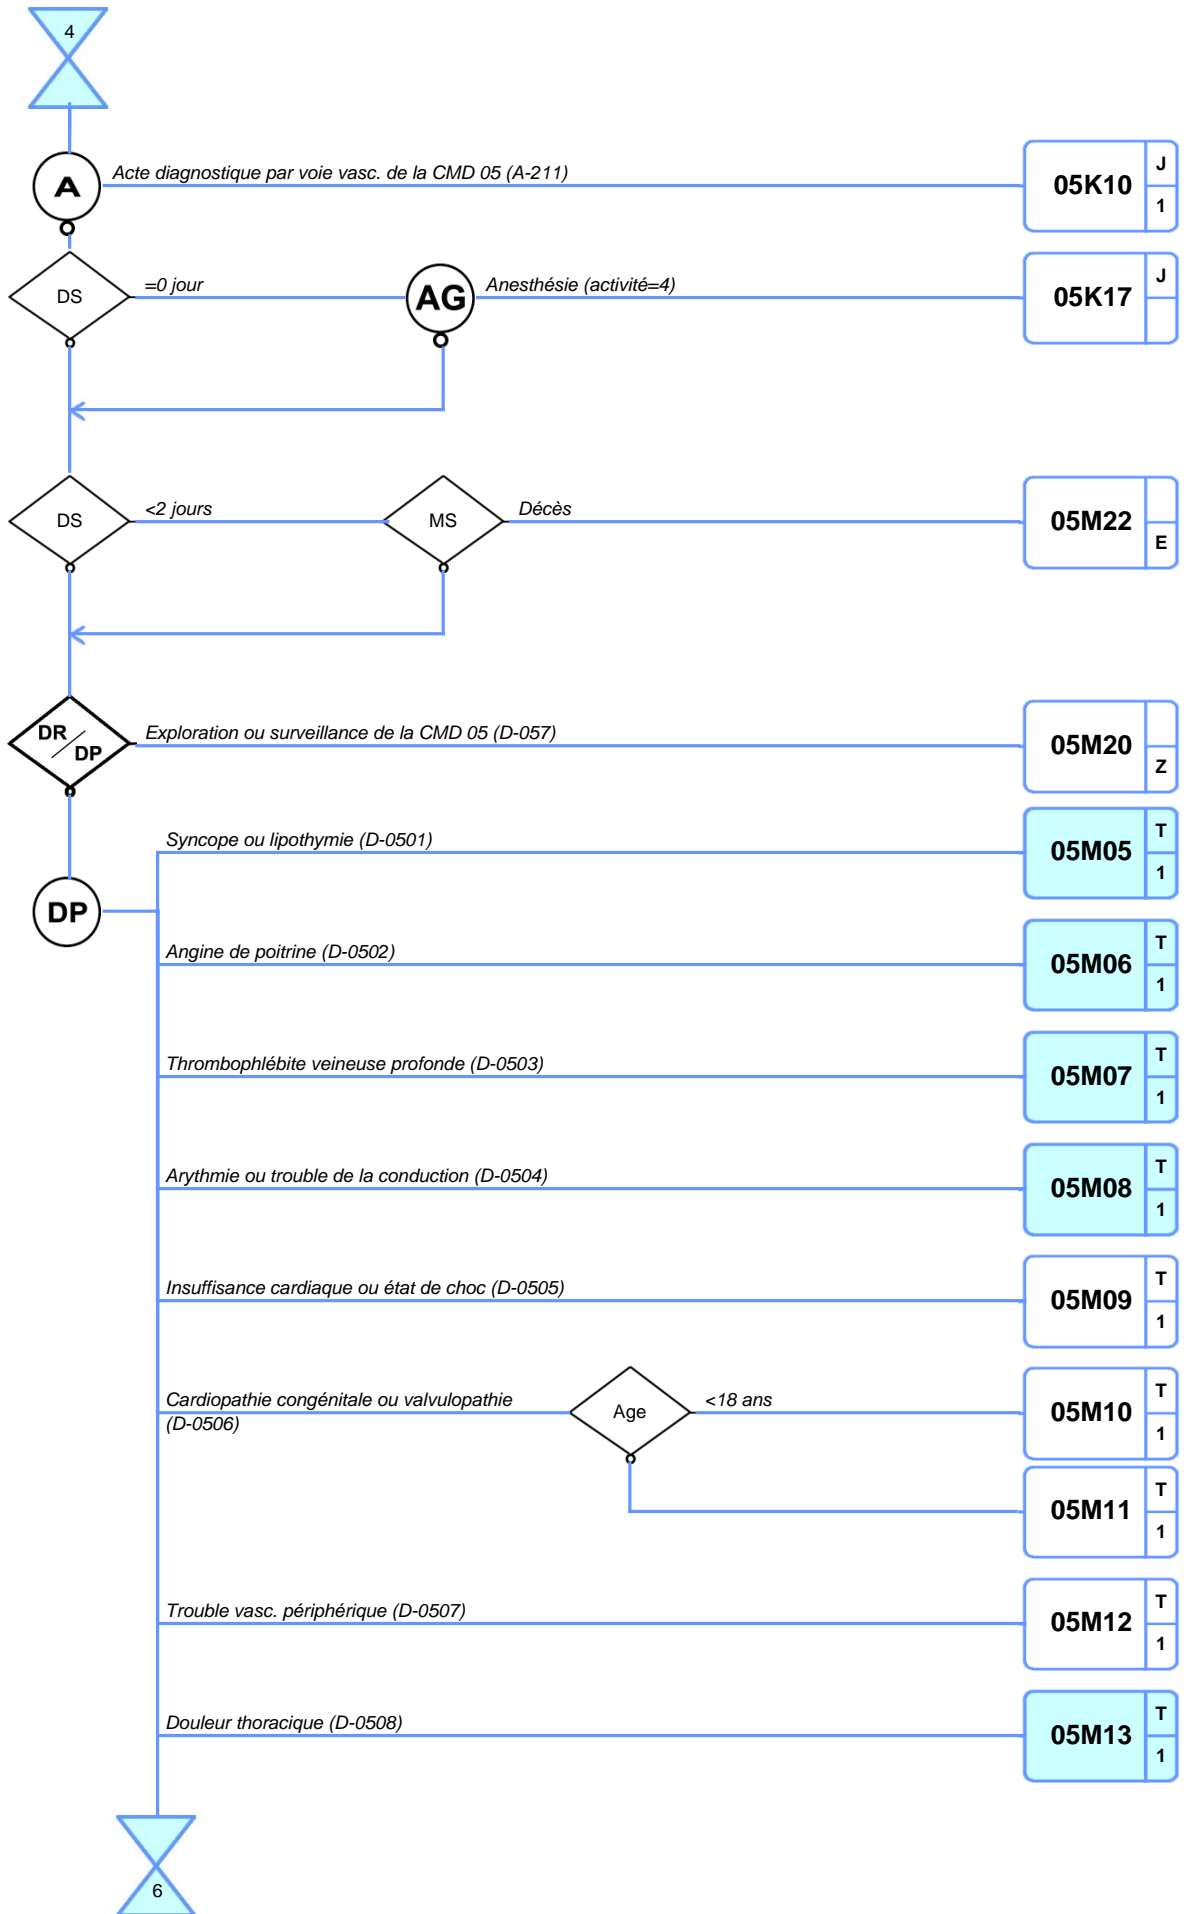 4
A
Acte diagnostique par voie vasc. de la CMD 05 (A-211)
05K10
J
1
DS
=0 jour
AG
Anesthésie (activité=4)
05K17
J
DS
<2 jours
MS
Décès
05M22
E
DR/DP
Exploration ou surveillance de la CMD 05 (D-057)
05M20
Z
Syncope ou lipothymie (D-0501)
05M05
T
1
DP
Angine de poitrine (D-0502)
05M06
T
1
Thrombophlébite veineuse profonde (D-0503)
05M07
T
1
Arythmie ou trouble de la conduction (D-0504)
05M08
T
1
Insuffisance cardiaque ou état de choc (D-0505)
05M09
T
1
Cardiopathie congénitale ou valvulopathie
(D-0506)
Age
<18 ans
05M10
T
1
05M11
T
1
Trouble vasc. périphérique (D-0507)
05M12
T
1
Douleur thoracique (D-0508)
05M13
T
1
6